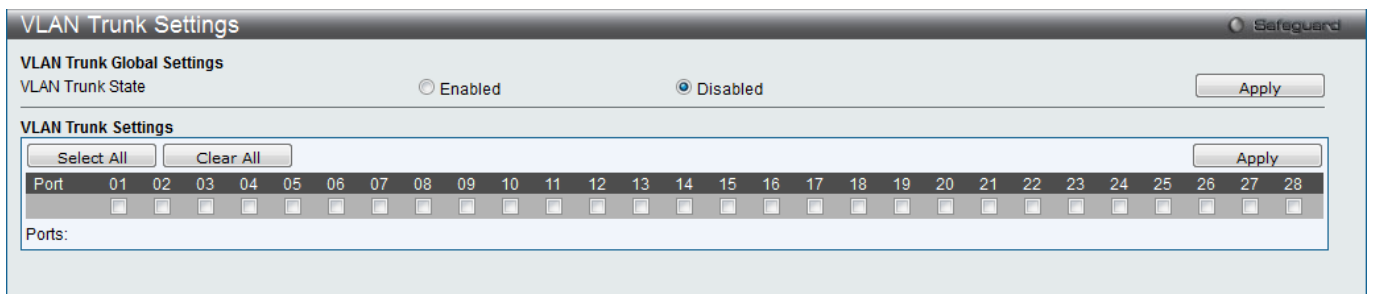 VLAN Trunk Settings Safeguard
VLAN Trunk Global Settings
VLAN Trunk State Enabled Disabled Apply
VLAN Trunk Settings
Select All Clear All Apply
Port 01 02 03 04 05 06 07 08 09 10 11 12 13 14 15 16 17 18 19 20 21 22 23 24 25 26 27 28
Ports: